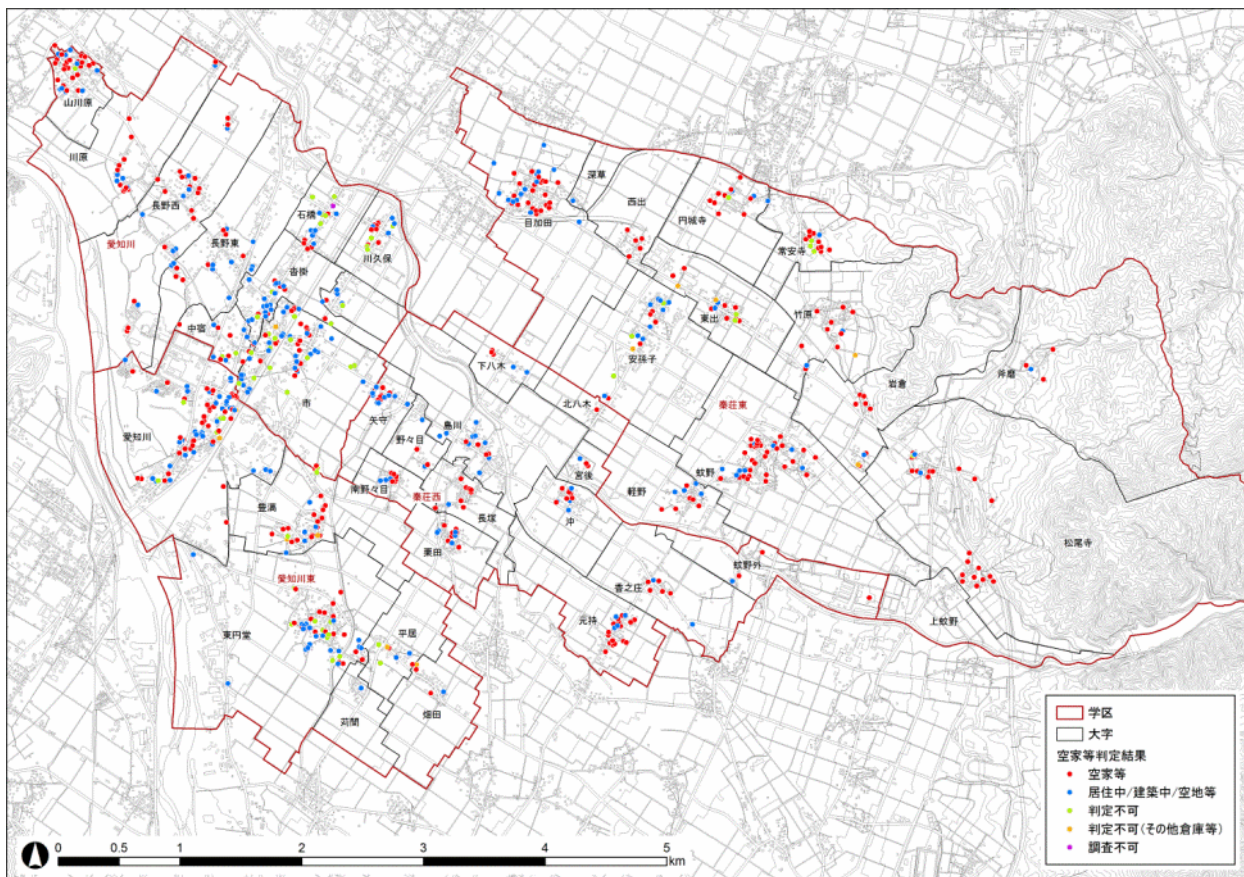 山川原
川原
長野西
愛知川
長野東
石橋
川久保
沓掛
中宿
市
愛知川
目加田
深草
西出
円城寺
常安寺
竹原
東出
安孫子
下八木
北八木
岩倉
斧磨
秦荘東
矢守
野々目
島川
南野々目
秦荘西
長塚
栗田
宮後
沖
軽野
蚊野
蚊野外
香之庄
元持
松尾寺
上蚊野
豊満
愛知川東
東円堂
平居
畑田
苅間
学区
大字
空家等判定結果
空家等
居住中/建築中/空地等
判定不可
判定不可(その他倉庫等)
調査不可
0 0.5 1 2 3 4 5
km